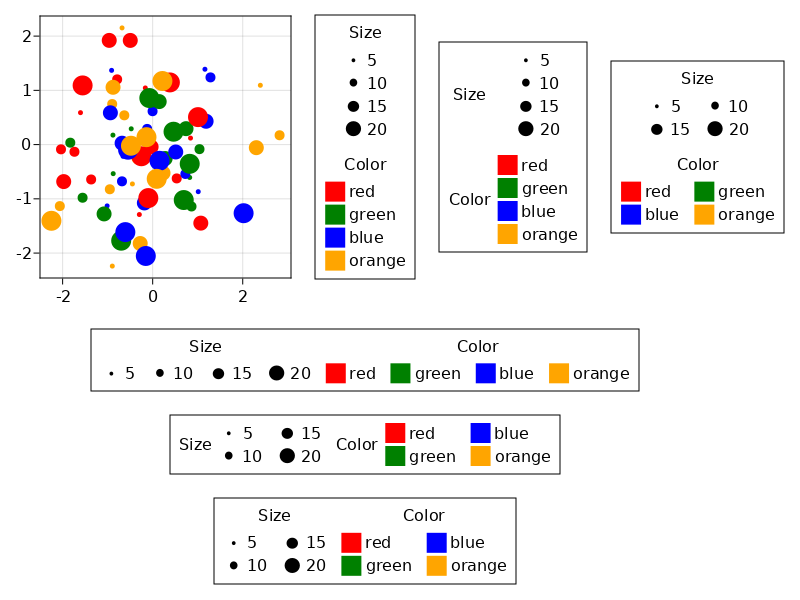 2
1
0
-1
-2
-2 0 2
Size
5
10
15
20
Color
red
green
blue
orange
Size
5
10
15
20
Color
red
green
blue
orange
Size
5 10
15 20
Color
red green
blue orange
Size Color
5 10 15 20 red green blue orange
Size 5 15 Color red blue
10 20 green orange
Size Color
5 15 red blue
10 20 green orange